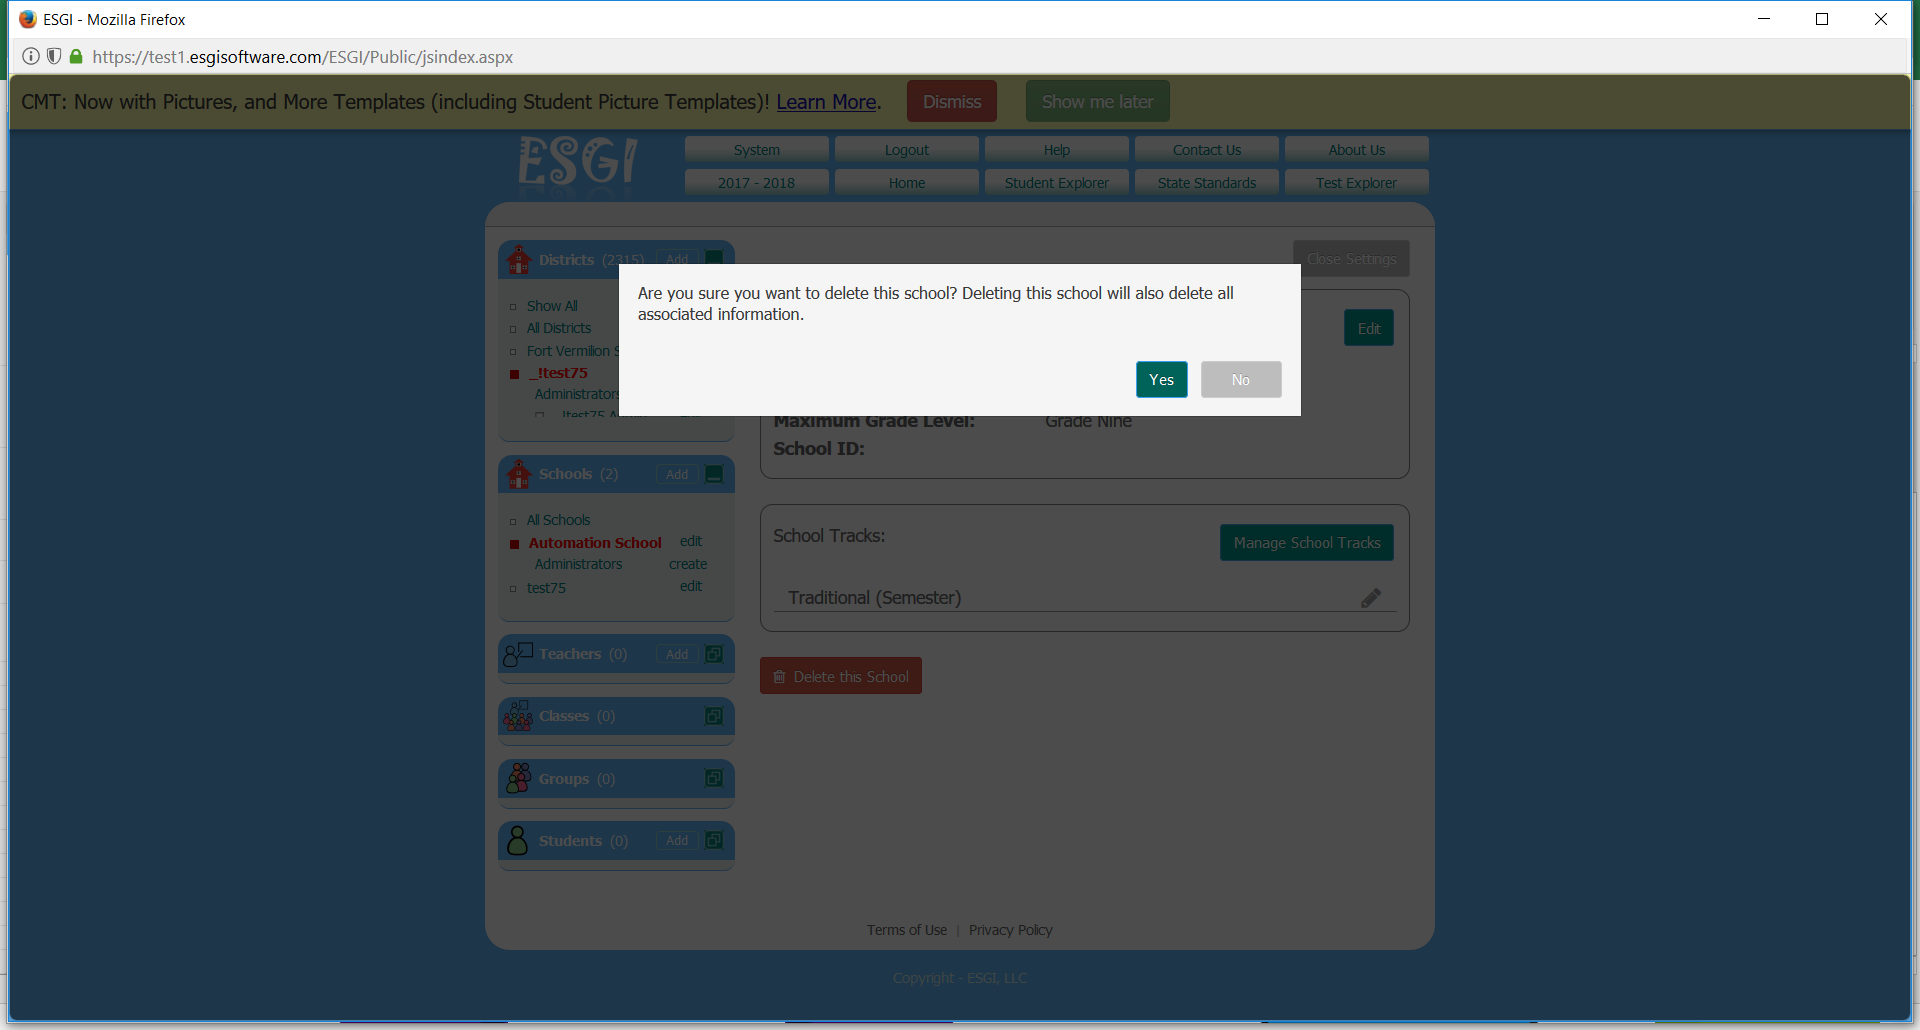 ESGI - Mozilla Firefox
https://test1.esgisoftware.com/ESGI/Public/jsindex.aspx
CMT: Now with Pictures, and More Templates (including Student Picture Templates)! Learn More. Dismiss Show me later
ESGI
System Logout Help Contact Us About Us
2017 - 2018 Home Student Explorer State Standards Test Explorer
Districts (2315) Add
Close Settings
Are you sure you want to delete this school? Deleting this school will also delete all
associated information.
Yes No
Show All
All Districts
Fort Vermilion
_!test75
Administrators
Edit
Maximum Grade Level: Grade Nine
School ID:
Schools (2) Add
All Schools
Automation School edit
Administrators create
test75 edit
School Tracks: Manage School Tracks
Traditional (Semester)
Delete this School
Teachers (0) Add
Classes (0)
Groups (0)
Students (0) Add
Terms of Use | Privacy Policy
Copyright - ESGI, LLC